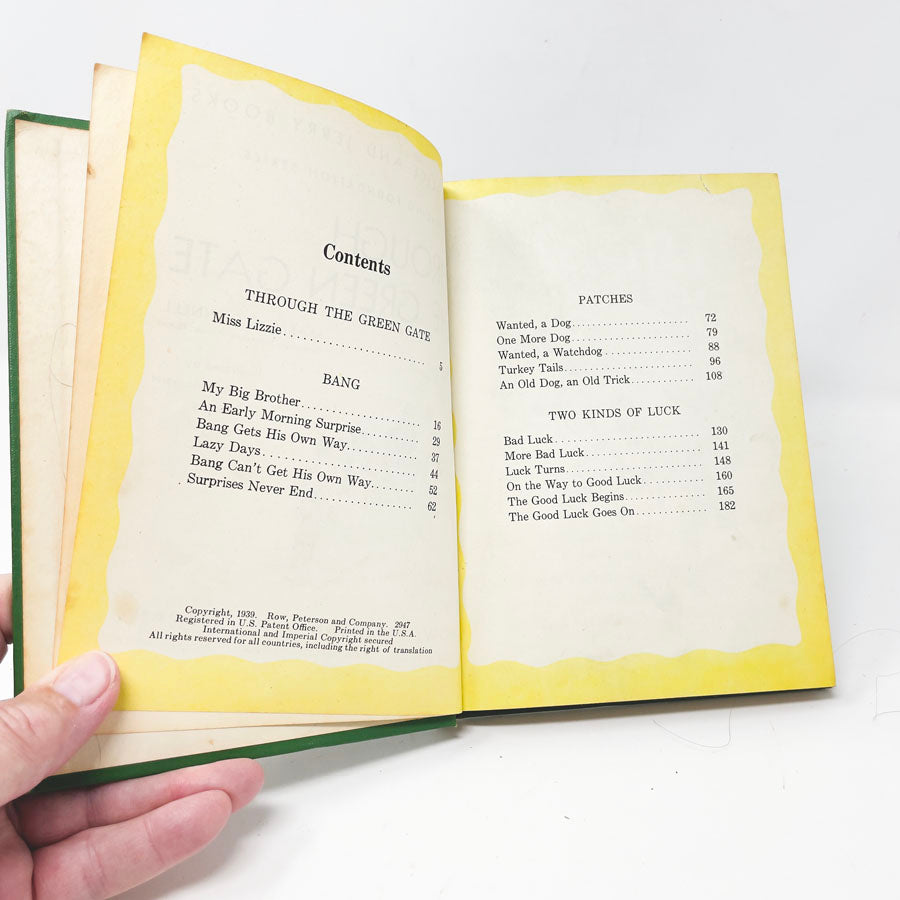 Contents
THROUGH THE GREEN GATE
Miss Lizzie........................ 5
BANG
My Big Brother.................... 16
An Early Morning Surprise.......... 29
Bang Gets His Own Way............ 37
Lazy Days......................... 44
Bang Can't Get His Own Way........ 52
Surprises Never End................ 62
Copyright, 1939. Row, Peterson and Company. 2947
Registered in U.S. Patent Office. Printed in the U.S.A.
International and Imperial Copyright secured
All rights reserved for all countries, including the right of translation
PATCHES
Wanted, a Dog.................... 72
One More Dog.................... 79
Wanted, a Watchdog............... 88
Turkey Tails...................... 96
An Old Dog, an Old Trick........... 108
TWO KINDS OF LUCK
Bad Luck......................... 130
More Bad Luck.................... 141
Luck Turns....................... 148
On the Way to Good Luck........... 160
The Good Luck Begins.............. 165
The Good Luck Goes On............ 182